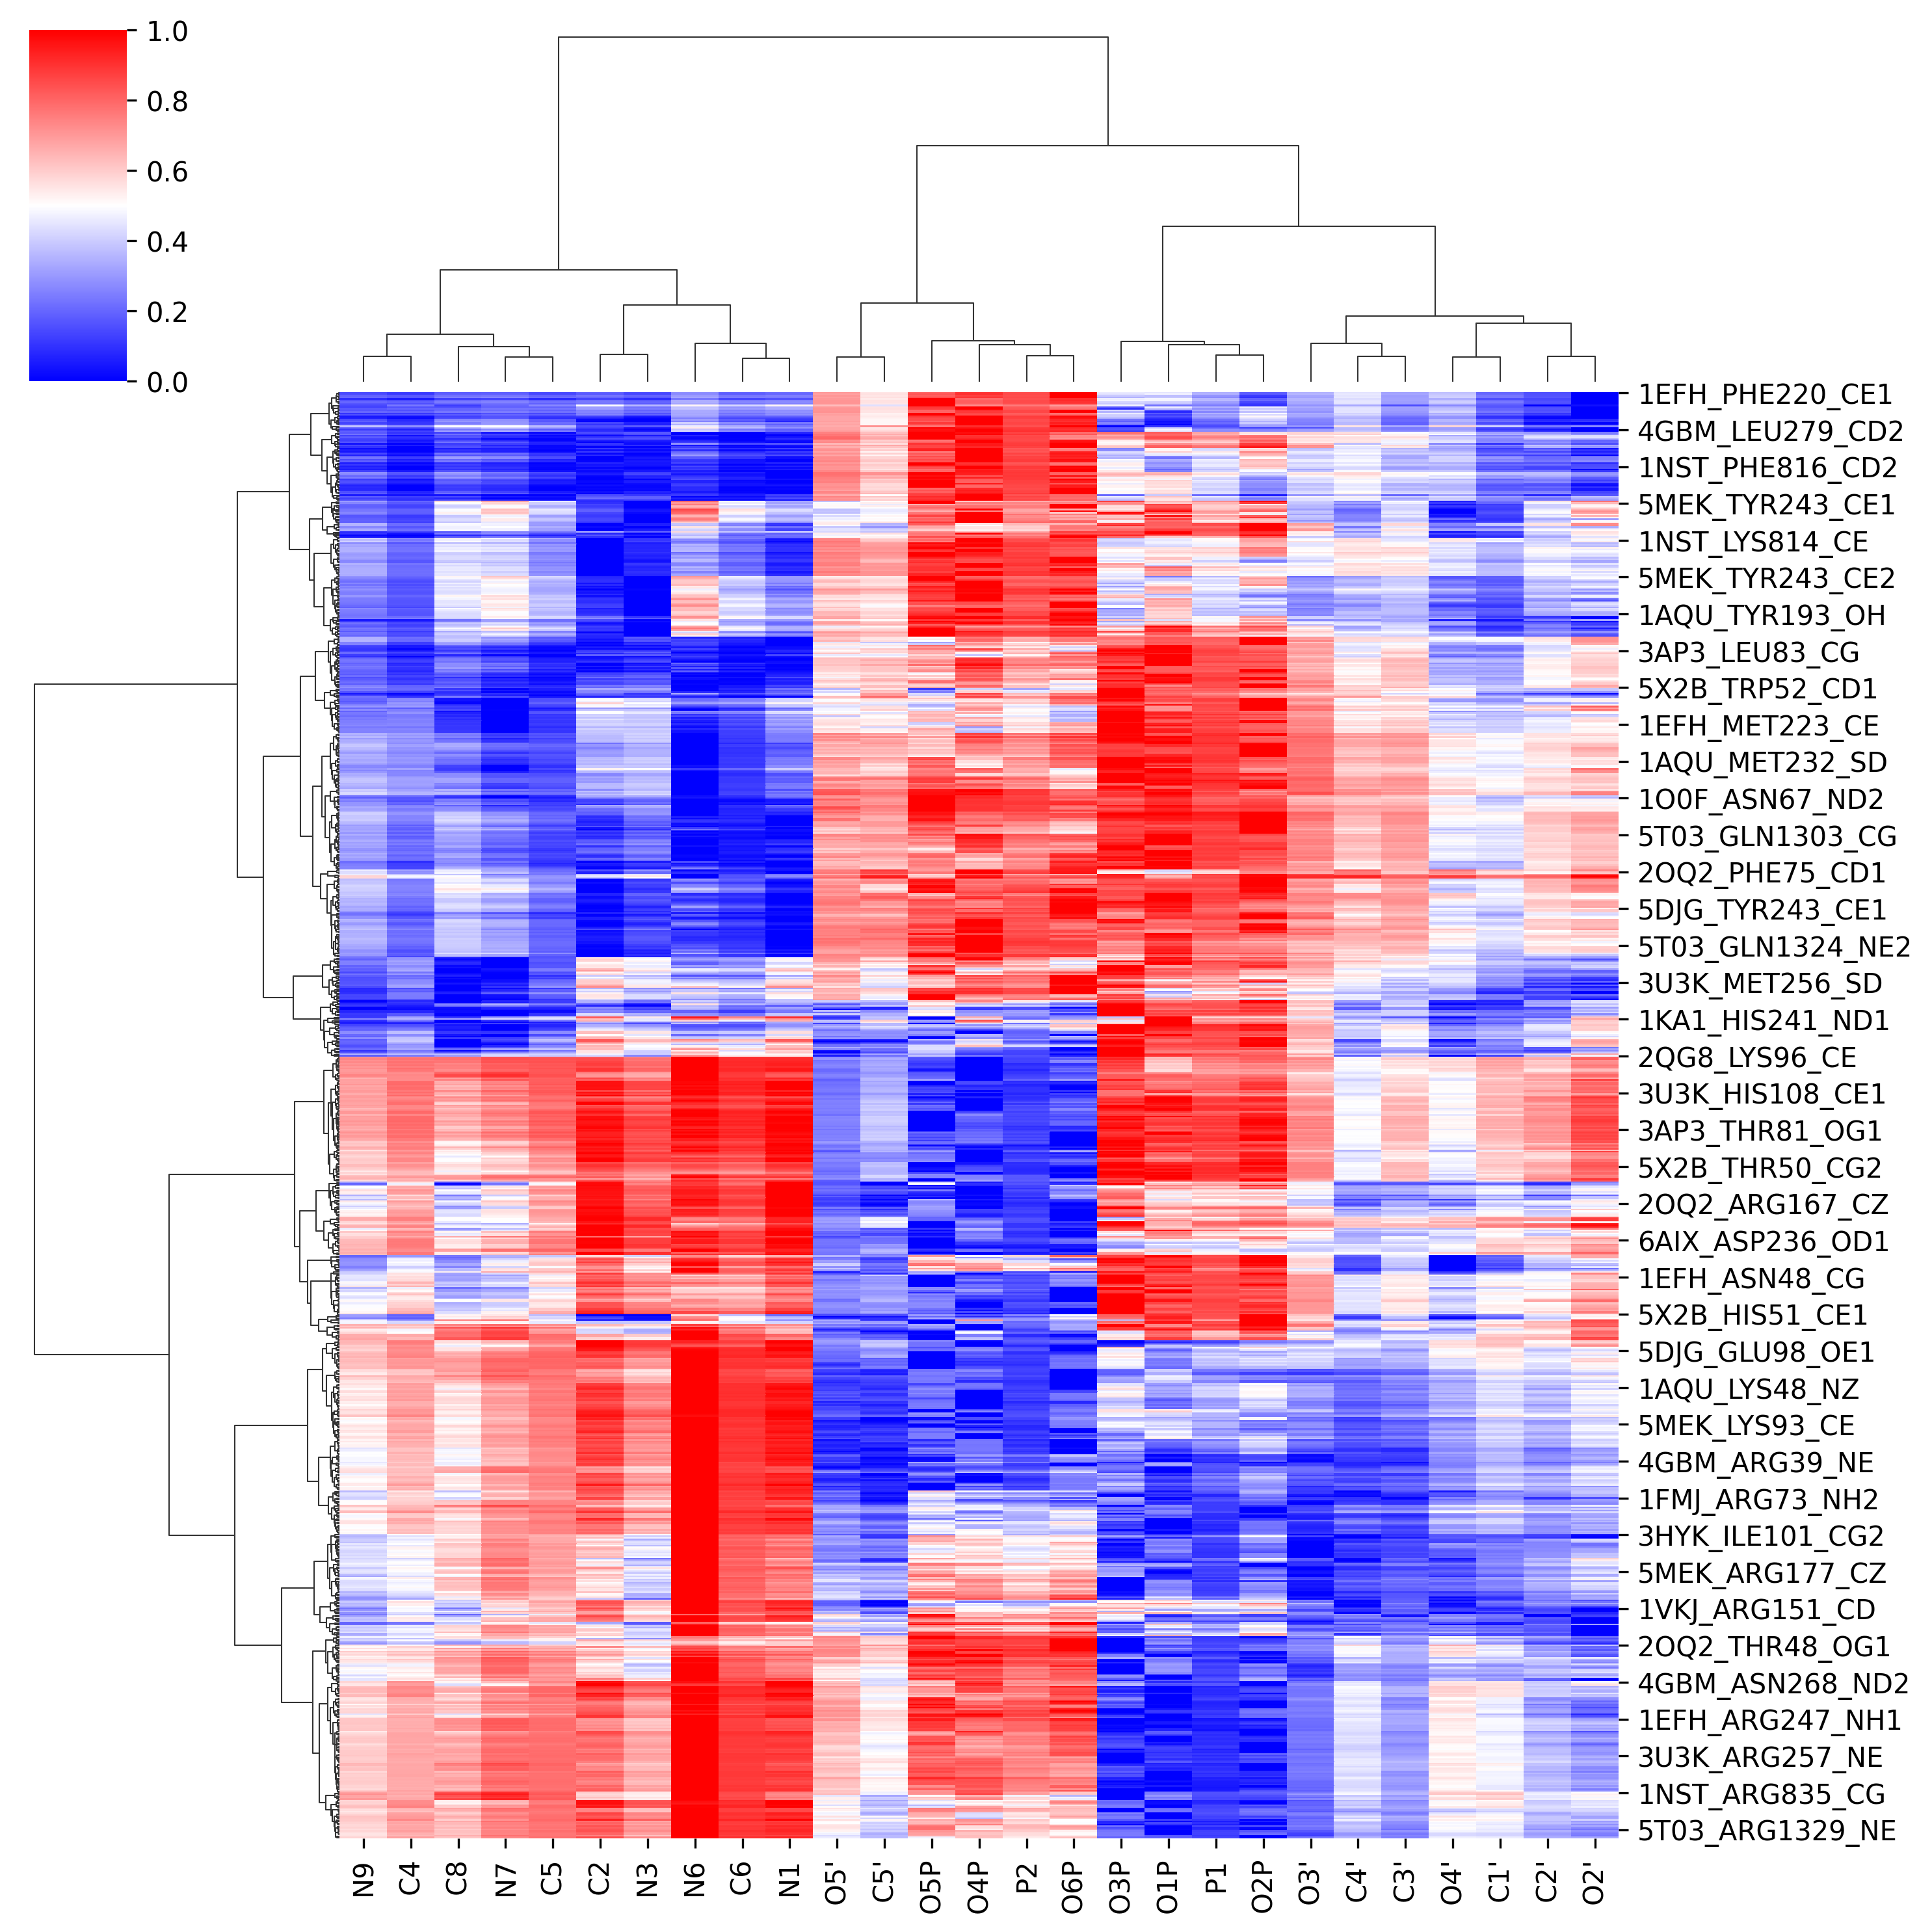 1.0
0.8
0.6
0.4
0.2
0.0
1EFH_PHE220_CE1
4GBM_LEU279_CD2
1NST_PHE816_CD2
5MEK_TYR243_CE1
1NST_LYS814_CE
5MEK_TYR243_CE2
1AQU_TYR193_OH
3AP3_LEU83_CG
5X2B_TRP52_CD1
1EFH_MET223_CE
1AQU_MET232_SD
1O0F_ASN67_ND2
5T03_GLN1303_CG
2OQ2_PHE75_CD1
5DJG_TYR243_CE1
5T03_GLN1324_NE2
3U3K_MET256_SD
1KA1_HIS241_ND1
2QG8_LYS96_CE
3U3K_HIS108_CE1
3AP3_THR81_OG1
5X2B_THR50_CG2
2OQ2_ARG167_CZ
6AIX_ASP236_OD1
1EFH_ASN48_CG
5X2B_HIS51_CE1
5DJG_GLU98_OE1
1AQU_LYS48_NZ
5MEK_LYS93_CE
4GBM_ARG39_NE
1FMJ_ARG73_NH2
3HYK_ILE101_CG2
5MEK_ARG177_CZ
1VKJ_ARG151_CD
2OQ2_THR48_OG1
4GBM_ASN268_ND2
1EFH_ARG247_NH1
3U3K_ARG257_NE
1NST_ARG835_CG
5T03_ARG1329_NE
N9
C4
C8
N7
C5
C2
N3
N6
C6
N1
O5'
C5'
O5P
O4P
P2
O6P
O3P
O1P
P1
O2P
O3'
C4'
C3'
O4'
C1'
C2'
O2'